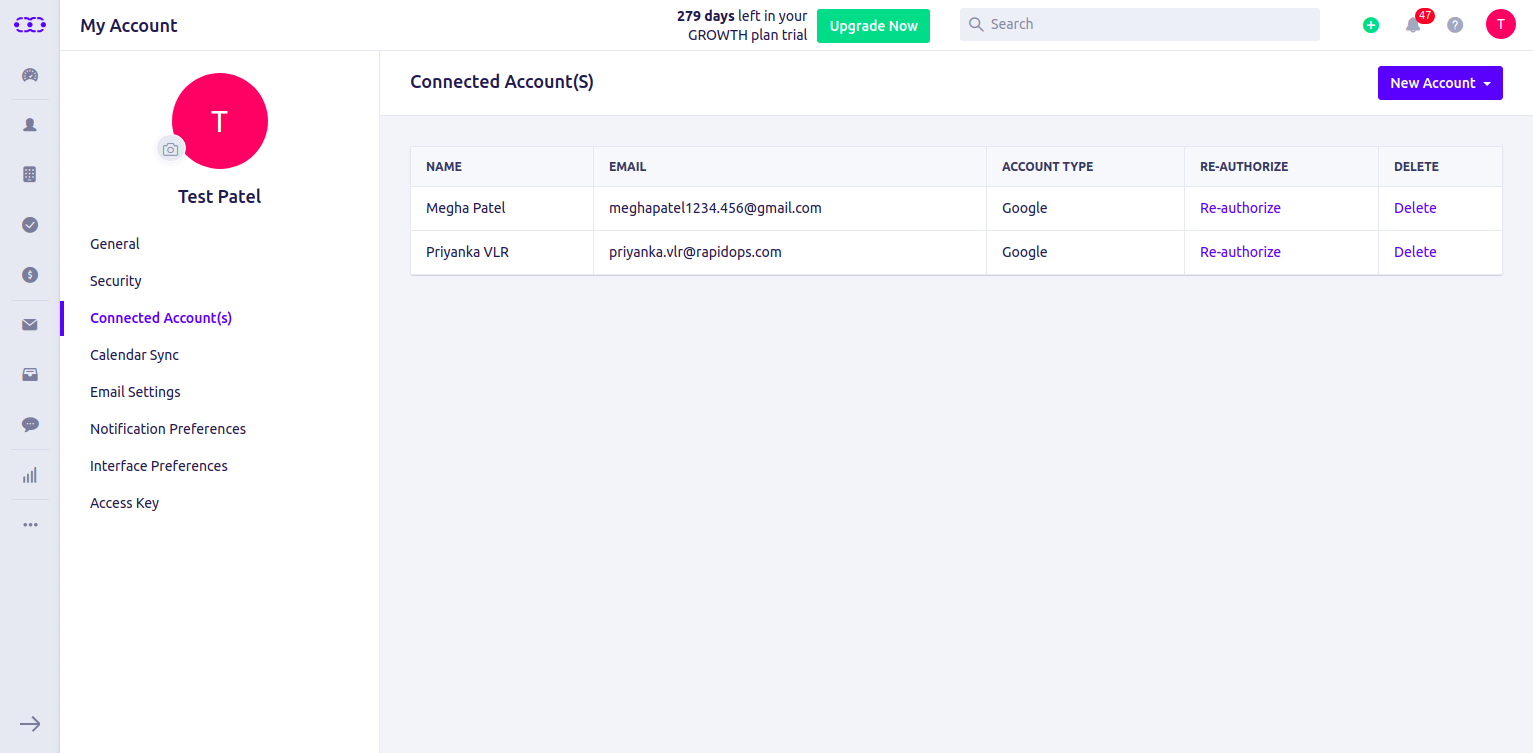 My Account
279 days left in your
GROWTH plan trial
Upgrade Now
Search
47
?
T
T
Test Patel
General
Security
Connected Account(s)
Calendar Sync
Email Settings
Notification Preferences
Interface Preferences
Access Key
Connected Account(S)
New Account
NAME EMAIL ACCOUNT TYPE RE-AUTHORIZE DELETE
Megha Patel meghapatel1234.456@gmail.com Google Re-authorize Delete
Priyanka VLR priyanka.vlr@rapidops.com Google Re-authorize Delete